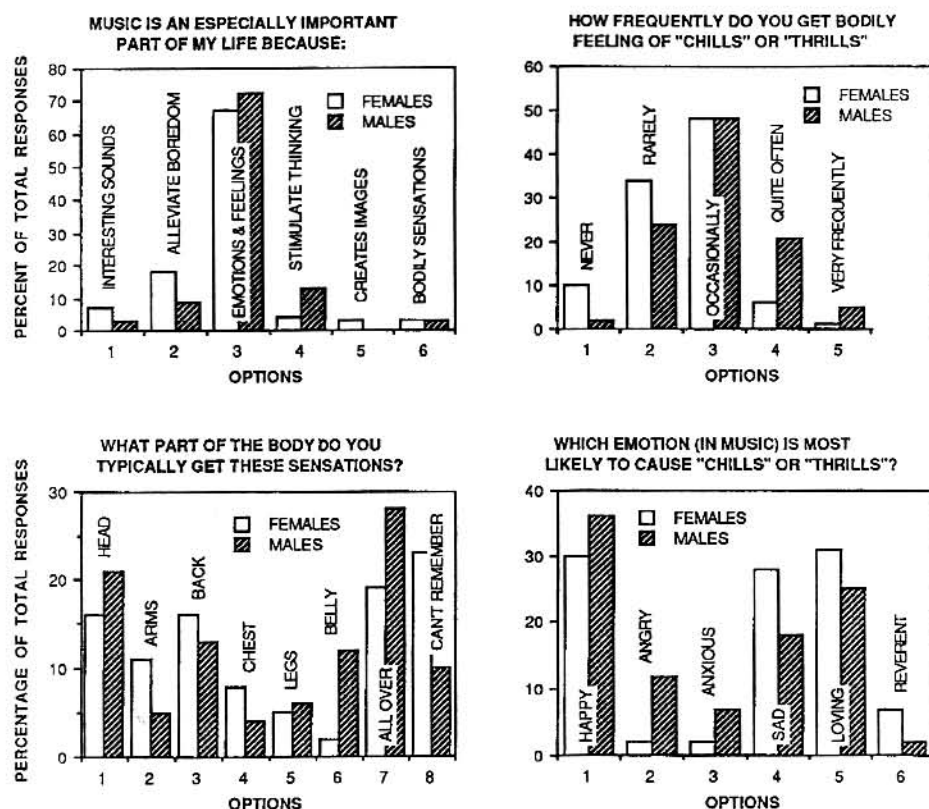 MUSIC IS AN ESPECIALLY IMPORTANT
PART OF MY LIFE BECAUSE:
PERCENT OF TOTAL RESPONSES
80
70
60
50
40
30
20
10
0
FEMALES
MALES
INTERESTING SOUNDS
ALLEVIATE BOREDOM
EMOTIONS & FEELINGS
STIMULATE THINKING
CREATES IMAGES
BODILY SENSATIONS
1 2 3 4 5 6
OPTIONS
HOW FREQUENTLY DO YOU GET BODILY
FEELING OF "CHILLS" OR "THRILLS"
60
50
40
30
20
10
0
FEMALES
MALES
NEVER
RARELY
OCCASIONALLY
QUITE OFTEN
VERY FREQUENTLY
1 2 3 4 5
OPTIONS
WHAT PART OF THE BODY DO YOU
TYPICALLY GET THESE SENSATIONS?
PERCENTAGE OF TOTAL RESPONSES
30
20
10
0
FEMALES
MALES
HEAD
ARMS
BACK
CHEST
LEGS
BELLY
ALL OVER
CAN'T REMEMBER
1 2 3 4 5 6 7 8
OPTIONS
WHICH EMOTION (IN MUSIC) IS MOST
LIKELY TO CAUSE "CHILLS" OR "THRILLS"?
40
30
20
10
0
FEMALES
MALES
HAPPY
ANGRY
ANXIOUS
SAD
LOVING
REVERENT
1 2 3 4 5 6
OPTIONS